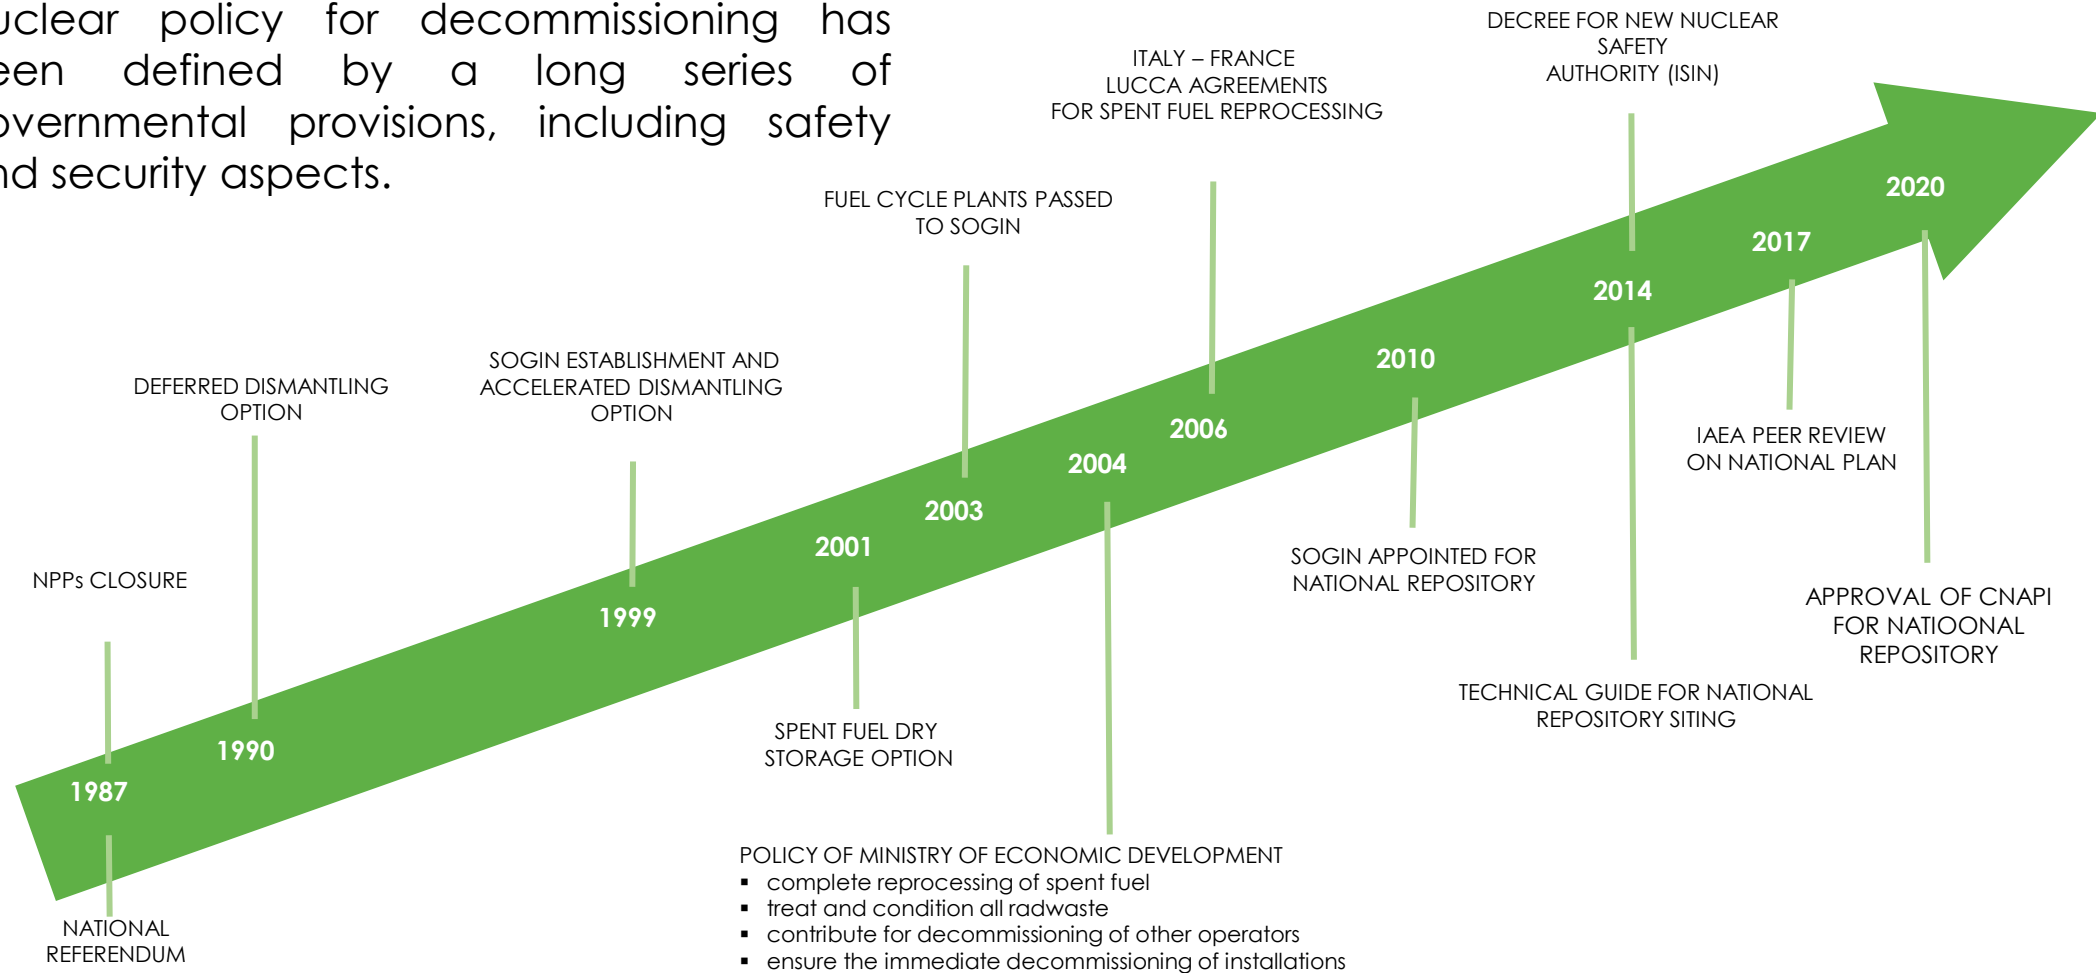 uclear policy for decommissioning has
een defined by a long series of
overnmental provisions, including safety
nd security aspects.
DECREE FOR NEW NUCLEAR
SAFETY
AUTHORITY (ISIN)
ITALY – FRANCE
LUCCA AGREEMENTS
FOR SPENT FUEL REPROCESSING
FUEL CYCLE PLANTS PASSED
TO SOGIN
SOGIN ESTABLISHMENT AND
ACCELERATED DISMANTLING
OPTION
DEFERRED DISMANTLING
OPTION
NPPs CLOSURE
1987
1990
1999
2001
2003
2004
2006
2010
2014
2017
2020
NATIONAL
REFERENDUM
SPENT FUEL DRY
STORAGE OPTION
POLICY OF MINISTRY OF ECONOMIC DEVELOPMENT
▪ complete reprocessing of spent fuel
▪ treat and condition all radwaste
▪ contribute for decommissioning of other operators
▪ ensure the immediate decommissioning of installations
SOGIN APPOINTED FOR
NATIONAL REPOSITORY
TECHNICAL GUIDE FOR NATIONAL
REPOSITORY SITING
IAEA PEER REVIEW
ON NATIONAL PLAN
APPROVAL OF CNAPI
FOR NATIOONAL
REPOSITORY